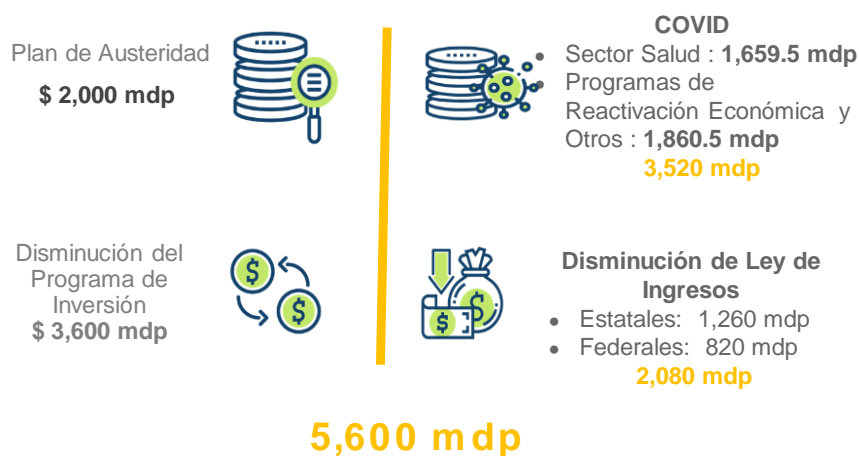 Plan de Austeridad
$ 2,000 mdp
Disminución del
Programa de
Inversión
$ 3,600 mdp
COVID
• Sector Salud : 1,659.5 mdp
• Programas de
Reactivación Económica y
Otros : 1,860.5 mdp
3,520 mdp
Disminución de Ley de
Ingresos
• Estatales: 1,260 mdp
• Federales: 820 mdp
2,080 mdp
5,600 mdp